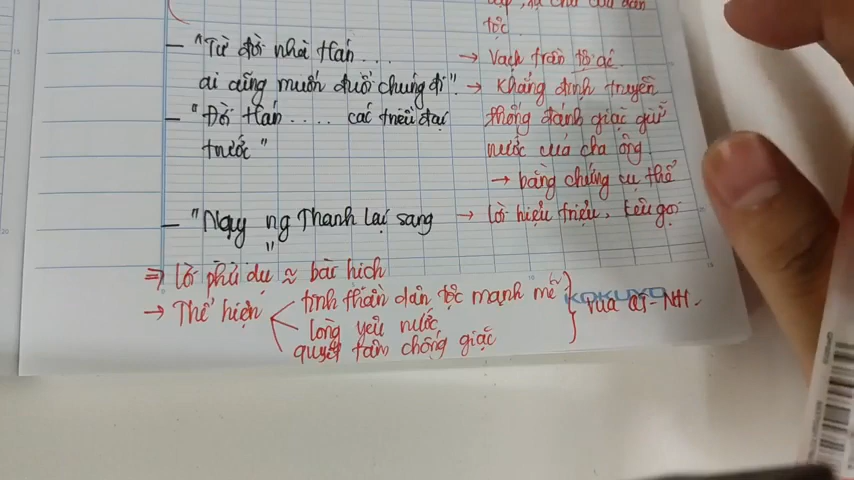 tộc.
– "Từ đời nhà Hán .... → Vạch trần tội ác
ai cũng muốn đuổi chúng đi". → Khẳng định truyền
– "Đời Hán .... các triều đại thống đánh giặc giữ
trước" nước của cha ông
→ bằng chứng cụ thể
– "Nay ng Thanh lại sang → lời hiệu triệu, kêu gọi
"
⇒ lời phủ dụ ≈ bài hịch
→ Thể hiện tinh thần dân tộc mạnh mẽ
lòng yêu nước
quyết tâm chống giặc
KOKUYO
vua QT-NH.